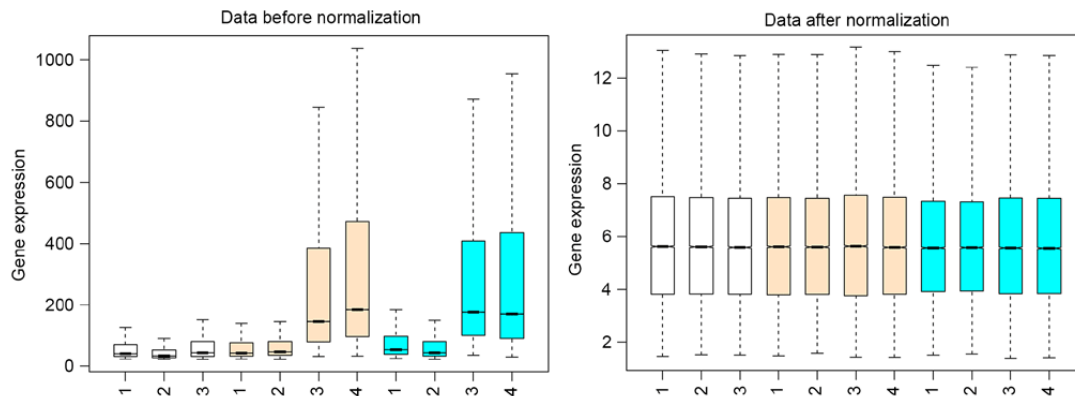 Data before normalization
Gene expression
1000
800
600
400
200
0
1 2 3 1 2 3 4 1 2 3 4
Data after normalization
Gene expression
12
10
8
6
4
2
1 2 3 1 2 3 4 1 2 3 4